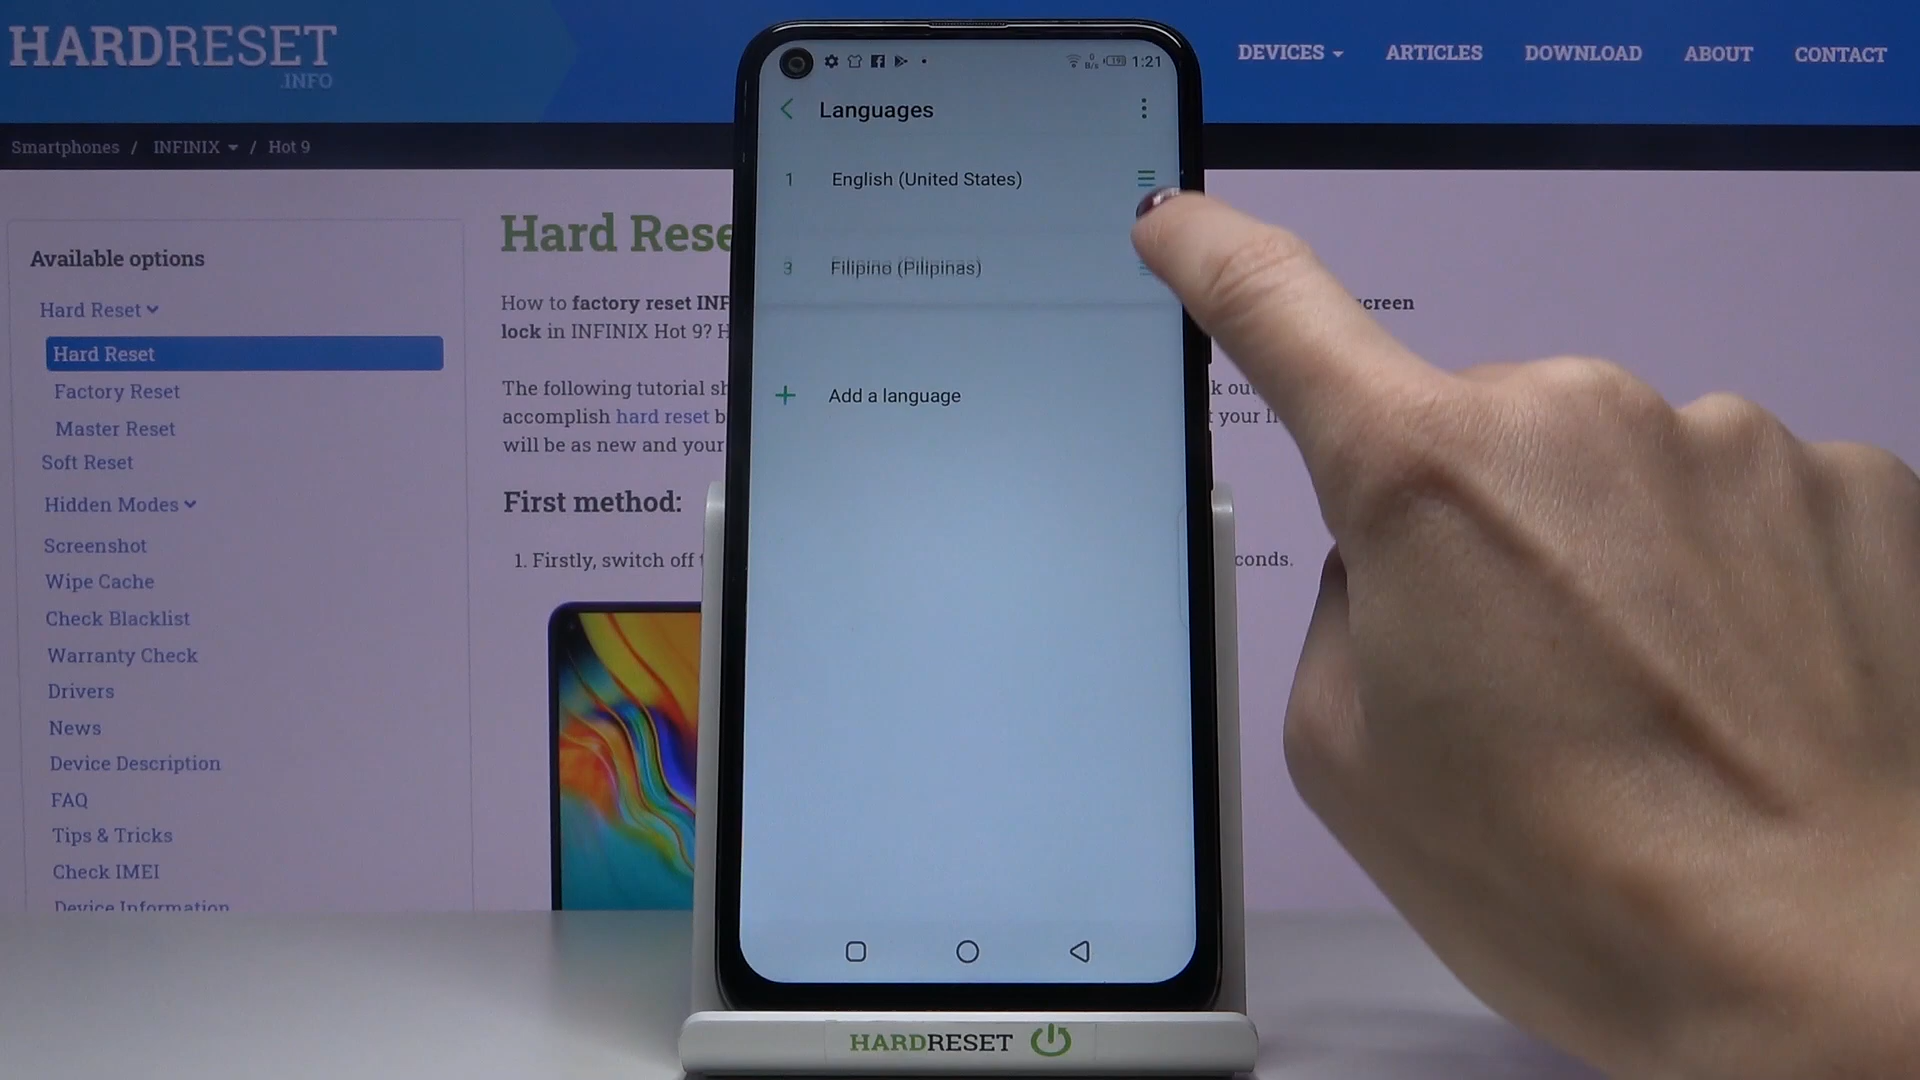 HARDRESET
.INFO
DEVICES
ARTICLES
DOWNLOAD
ABOUT
CONTACT
Smartphones / INFINIX / Hot 9
Available options
Hard Reset
Hard Reset
Factory Reset
Master Reset
Soft Reset
Hidden Modes
Screenshot
Wipe Cache
Check Blacklist
Warranty Check
Drivers
News
Device Description
FAQ
Tips & Tricks
Check IMEI
Device Information
Hard Rese
How to factory reset INF
lock in INFINIX Hot 9? H
The following tutorial sh
accomplish hard reset b
will be as new and your
First method:
1. Firstly, switch off
creen
k ou
t your
conds.
1:21
Languages
1 English (United States)
3 Filipino (Pilipinas)
+ Add a language
HARDRESET